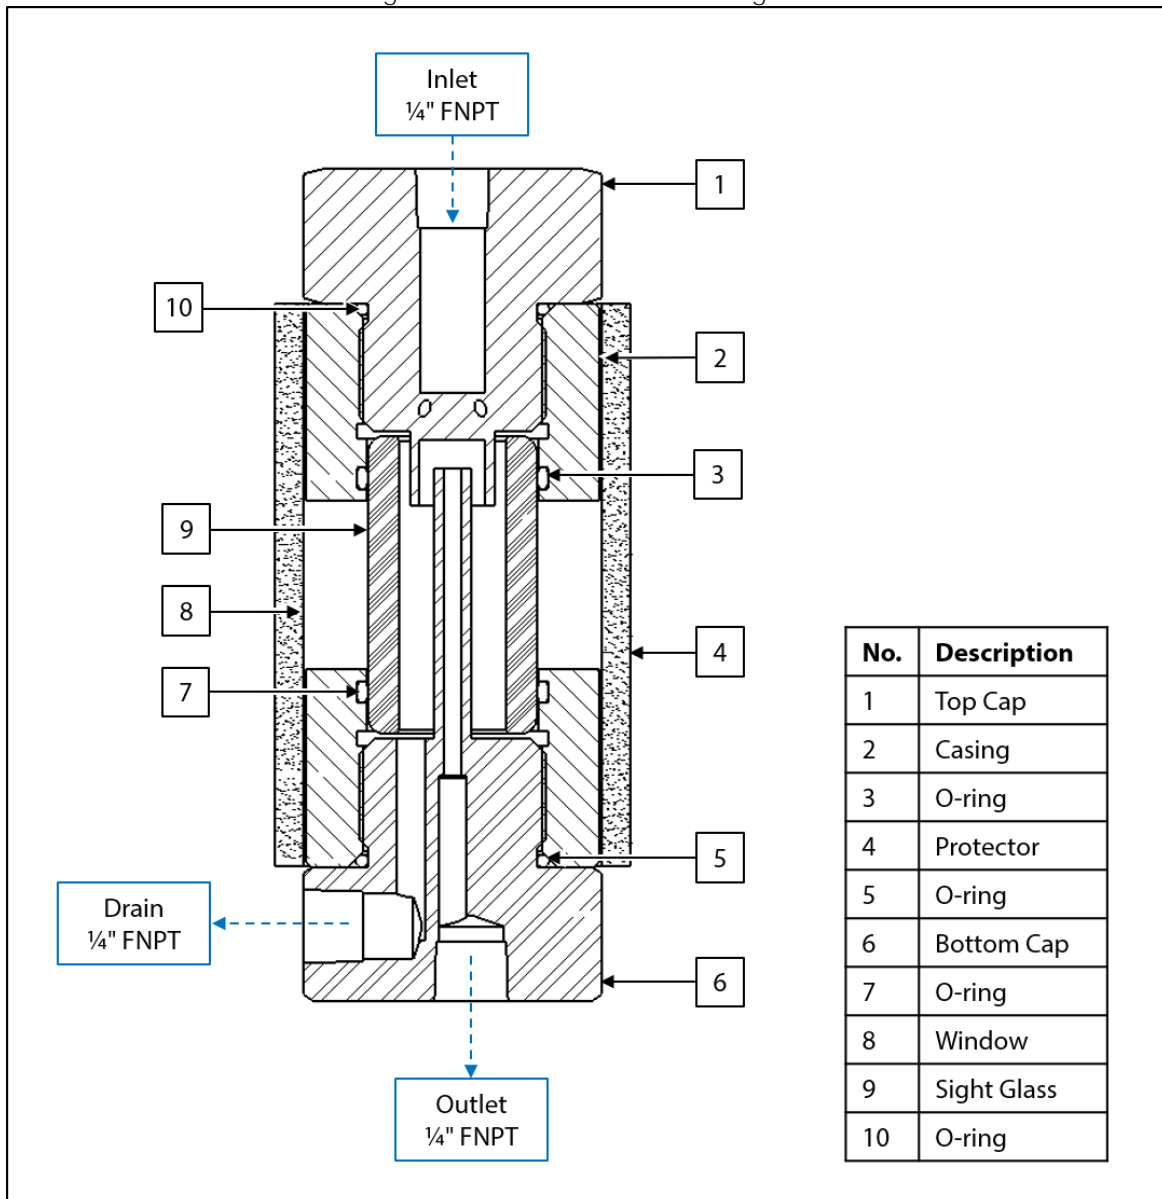 Inlet
¼" FNPT
1
10
2
3
9
8
4
7
5
Drain
¼" FNPT
6
Outlet
¼" FNPT
No. Description
1 Top Cap
2 Casing
3 O-ring
4 Protector
5 O-ring
6 Bottom Cap
7 O-ring
8 Window
9 Sight Glass
10 O-ring